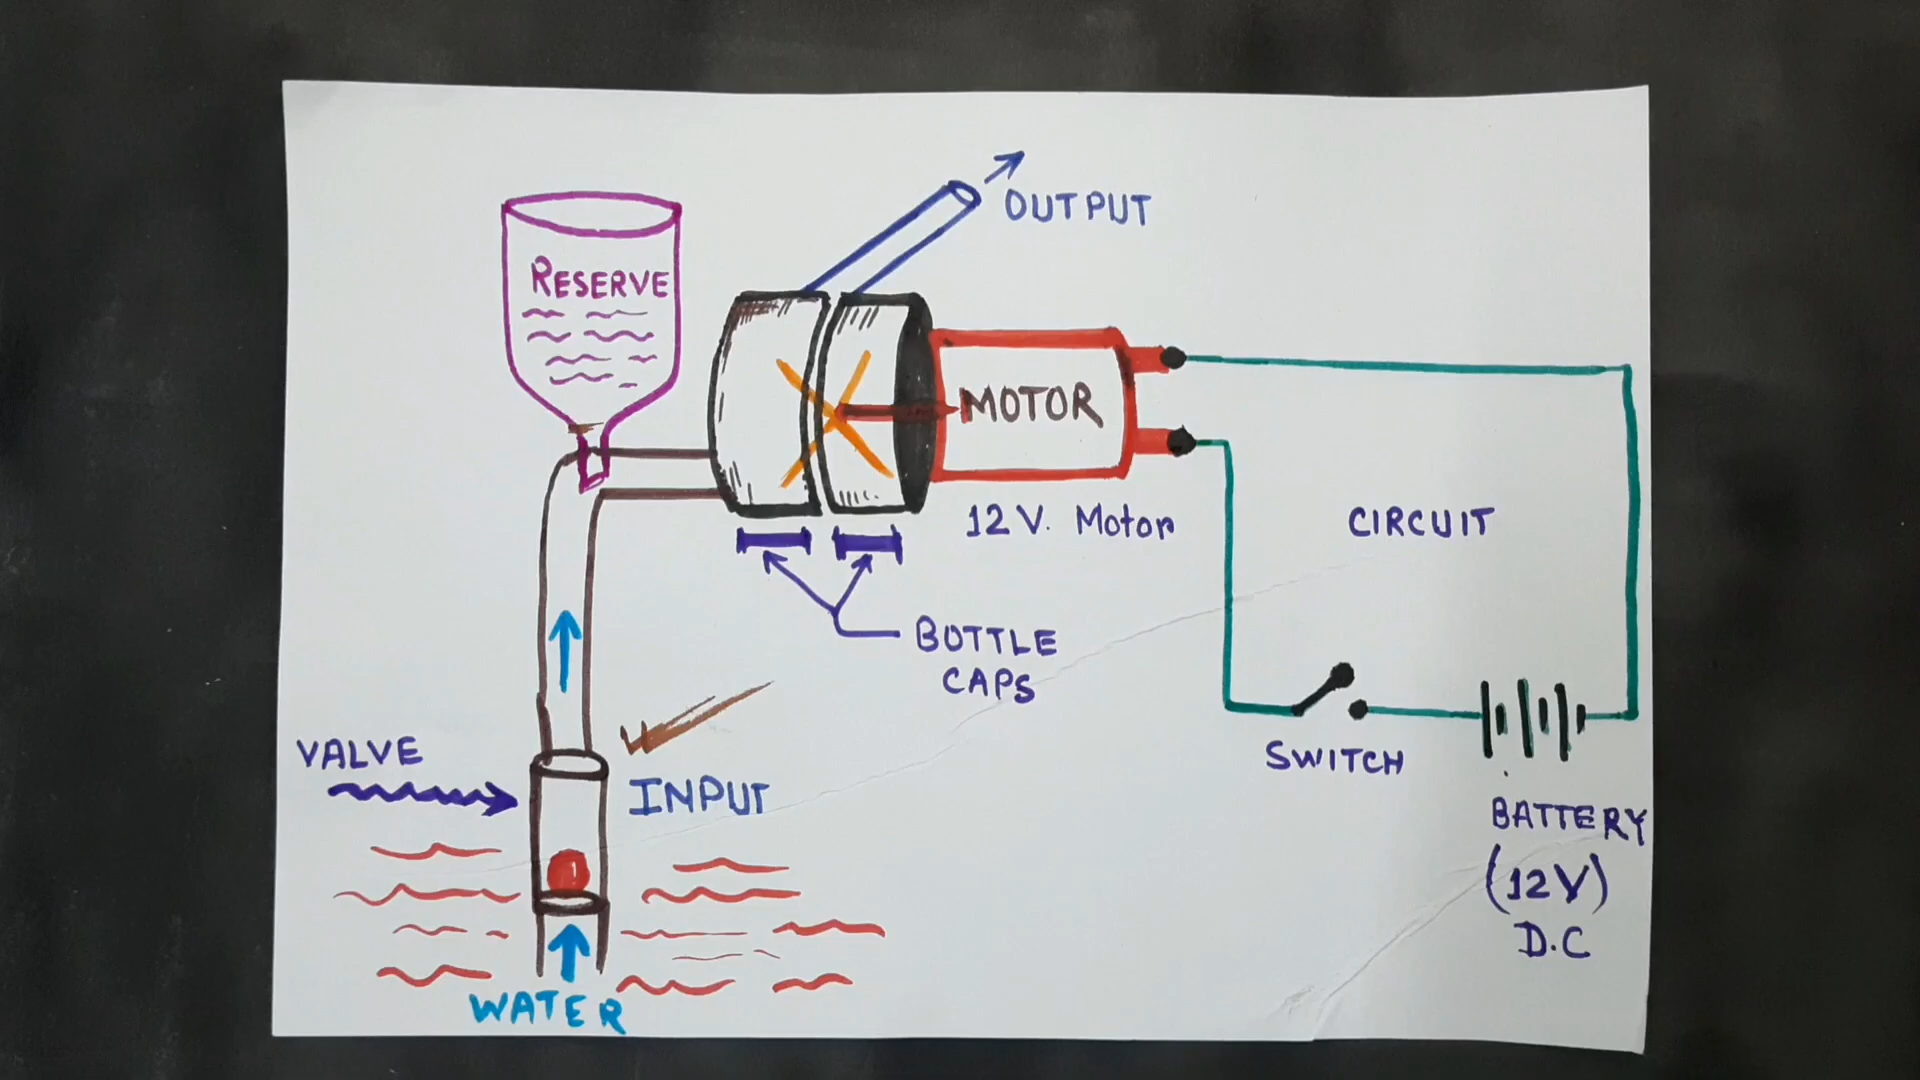 OUTPUT
RESERVE
MOTOR
12 V. Motor
CIRCUIT
BOTTLE
CAPS
VALVE
INPUT
SWITCH
BATTERY
(12V)
D.C
WATER